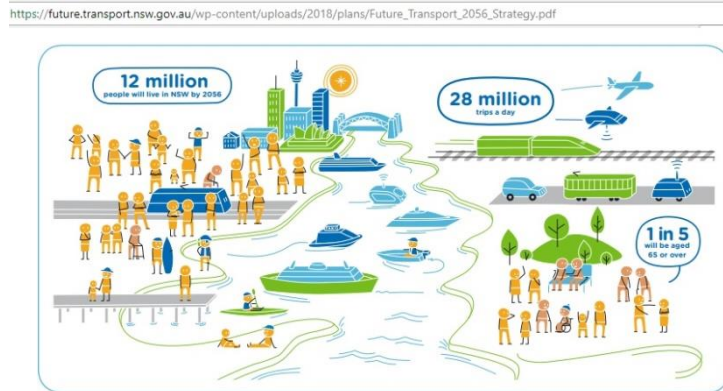 https://future.transport.nsw.gov.au/wp-content/uploads/2018/plans/Future_Transport_2056_Strategy.pdf
12 million
people will live in NSW by 2056
28 million
trips a day
1 in 5
will be aged
65 or over